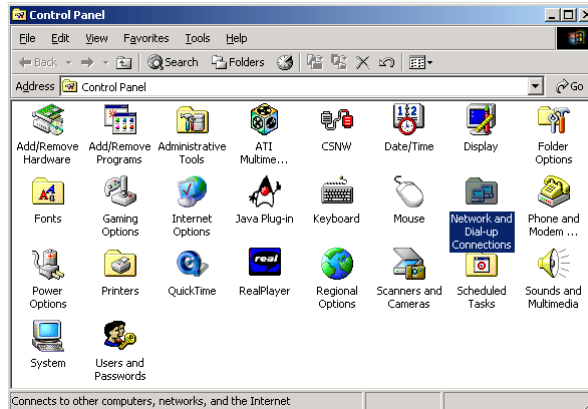 Control Panel
File Edit View Favorites Tools Help
Back Search Folders
Address Control Panel Go
Add/Remove Hardware
Add/Remove Programs
Administrative Tools
ATI Multime...
CSNW
Date/Time
Display
Folder Options
Fonts
Gaming Options
Internet Options
Java Plug-in
Keyboard
Mouse
Network and Dial-up Connections
Phone and Modem ...
Power Options
Printers
QuickTime
real
RealPlayer
Regional Options
Scanners and Cameras
Scheduled Tasks
Sounds and Multimedia
System
Users and Passwords
Connects to other computers, networks, and the Internet